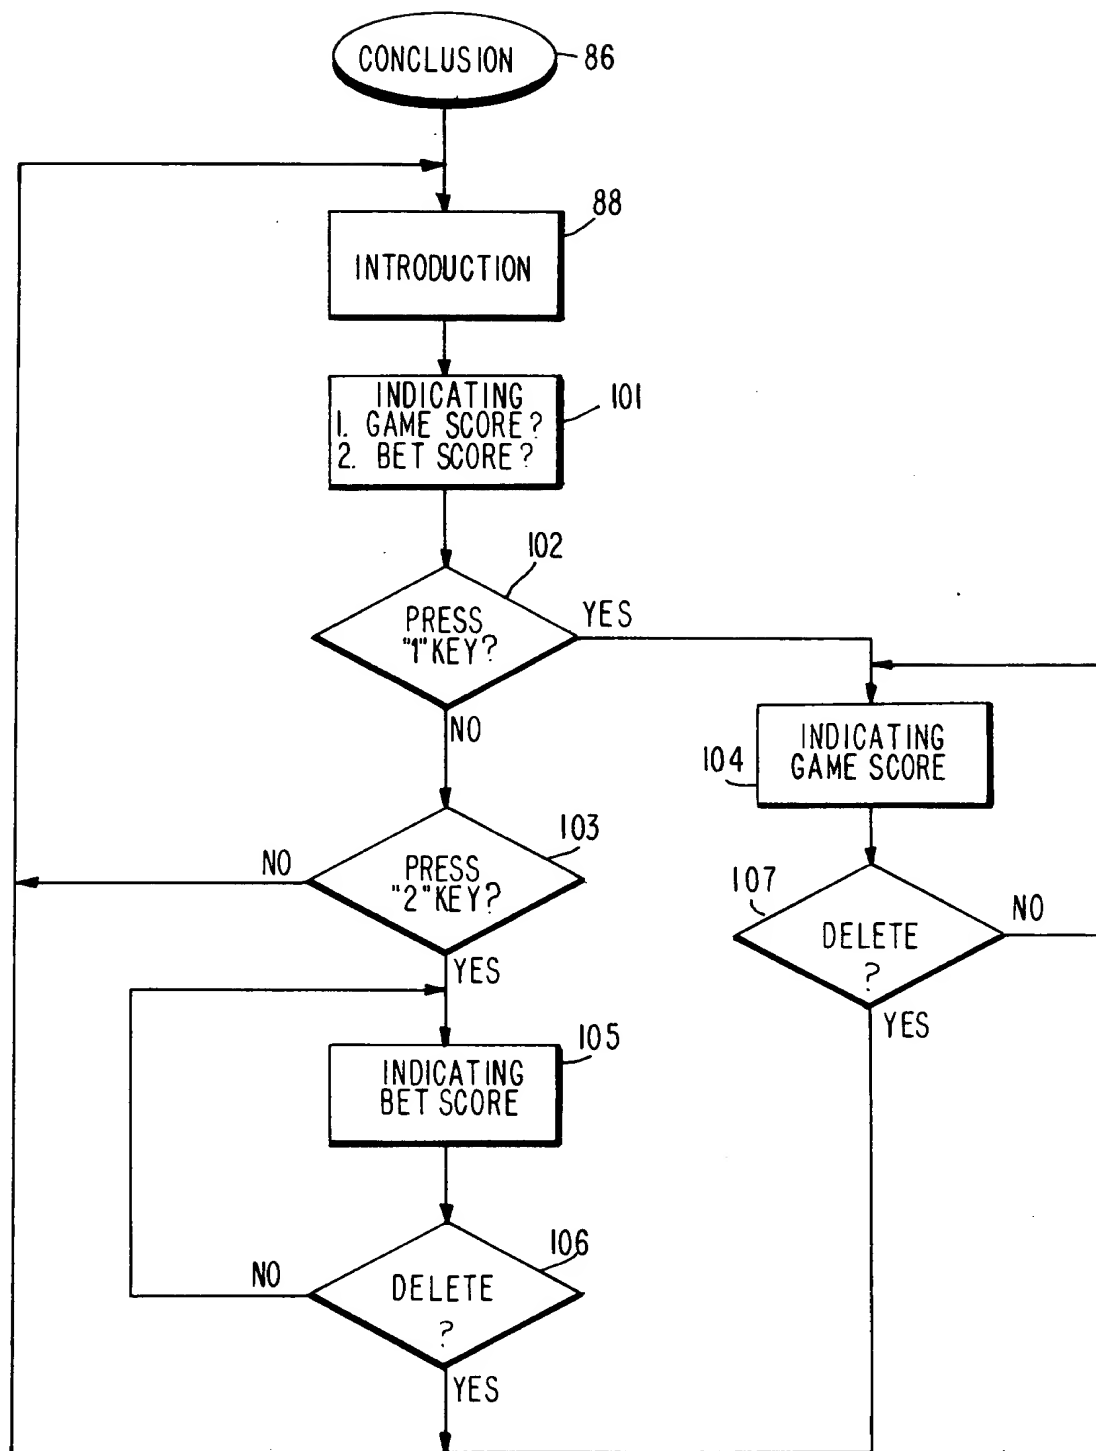 CONCLUSION
86
88
INTRODUCTION
INDICATING
1. GAME SCORE?
2. BET SCORE?
101
102
PRESS
"1" KEY?
YES
NO
INDICATING
GAME SCORE
104
103
PRESS
"2" KEY?
NO
YES
107
DELETE
?
NO
YES
105
INDICATING
BET SCORE
106
DELETE
?
NO
YES